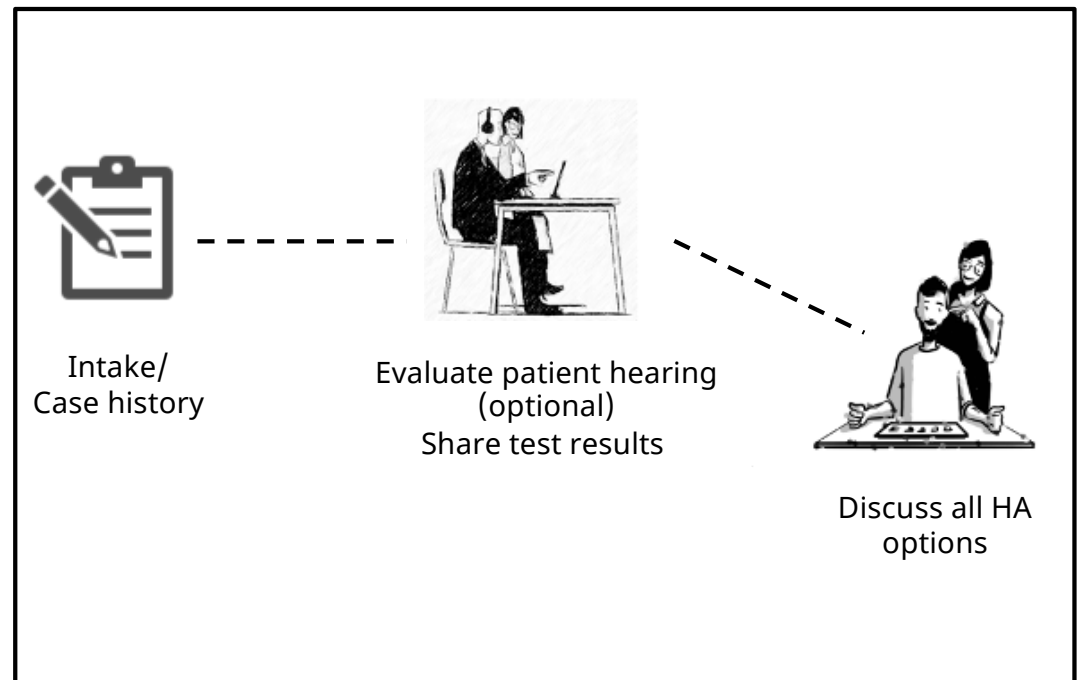 Intake/
Case history
Evaluate patient hearing
(optional)
Share test results
Discuss all HA
options